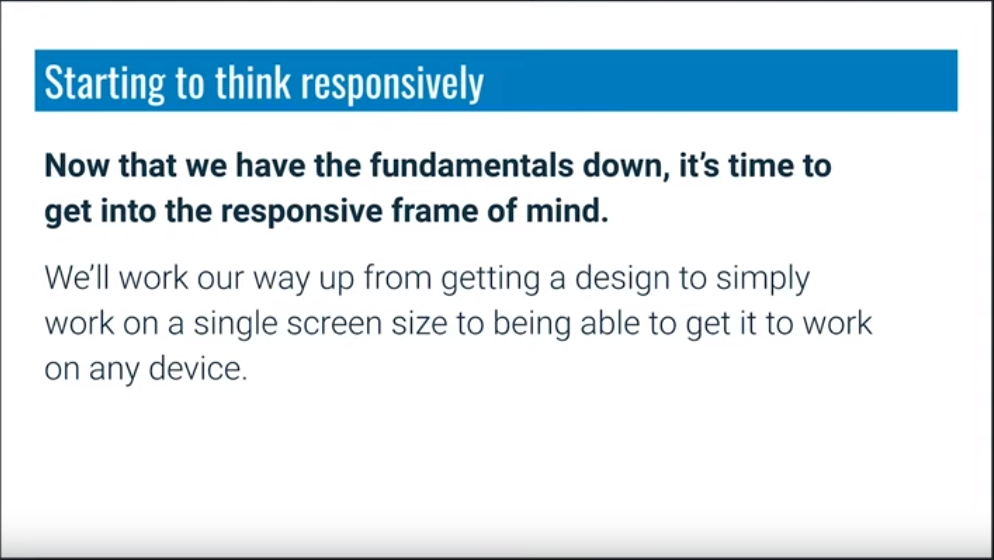 Starting to think responsively
Now that we have the fundamentals down, it’s time to
get into the responsive frame of mind.
We’ll work our way up from getting a design to simply
work on a single screen size to being able to get it to work
on any device.